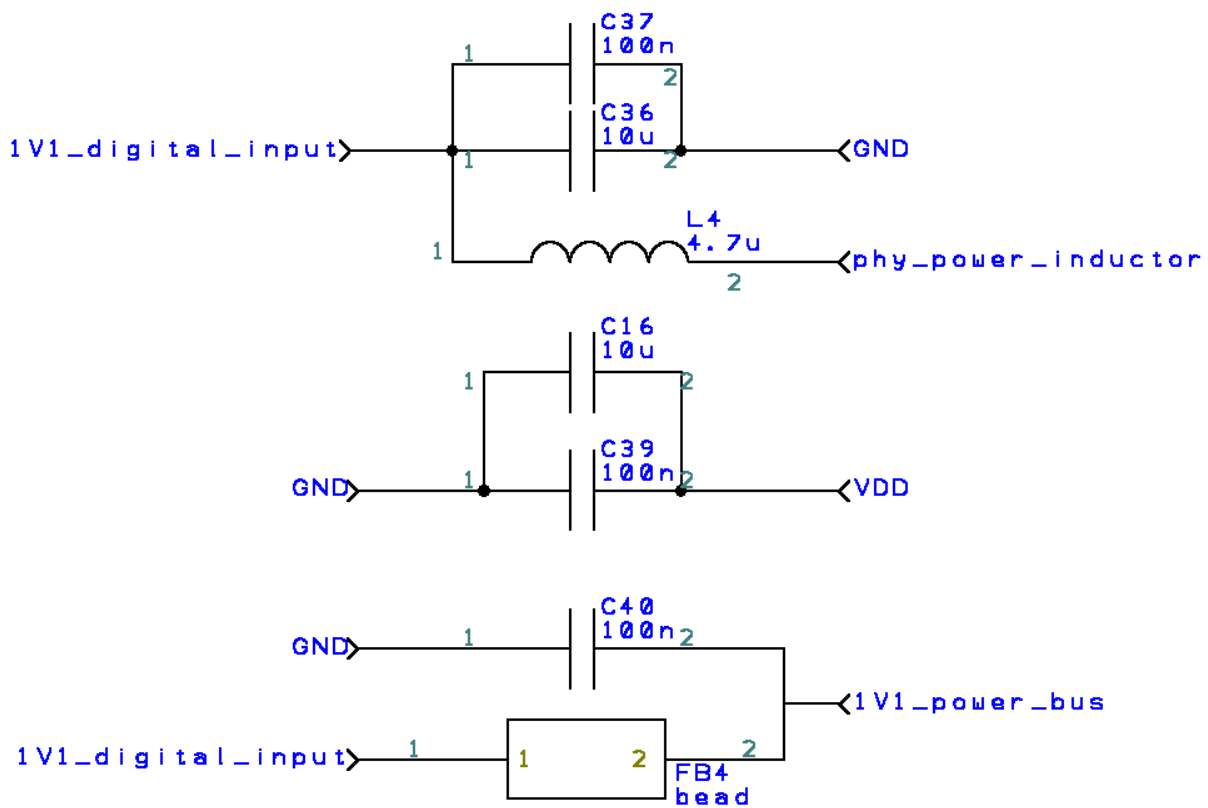 C37
100n
1
2
C36
10u
1V1_digital_input
1
2
GND
L4
4.7u
1
phy_power_inductor
2
C16
10u
1
2
C39
100n
GND
1
2
VDD
C40
100n
GND
1
2
1V1_power_bus
1V1_digital_input
1
1
2
2
FB4
bead